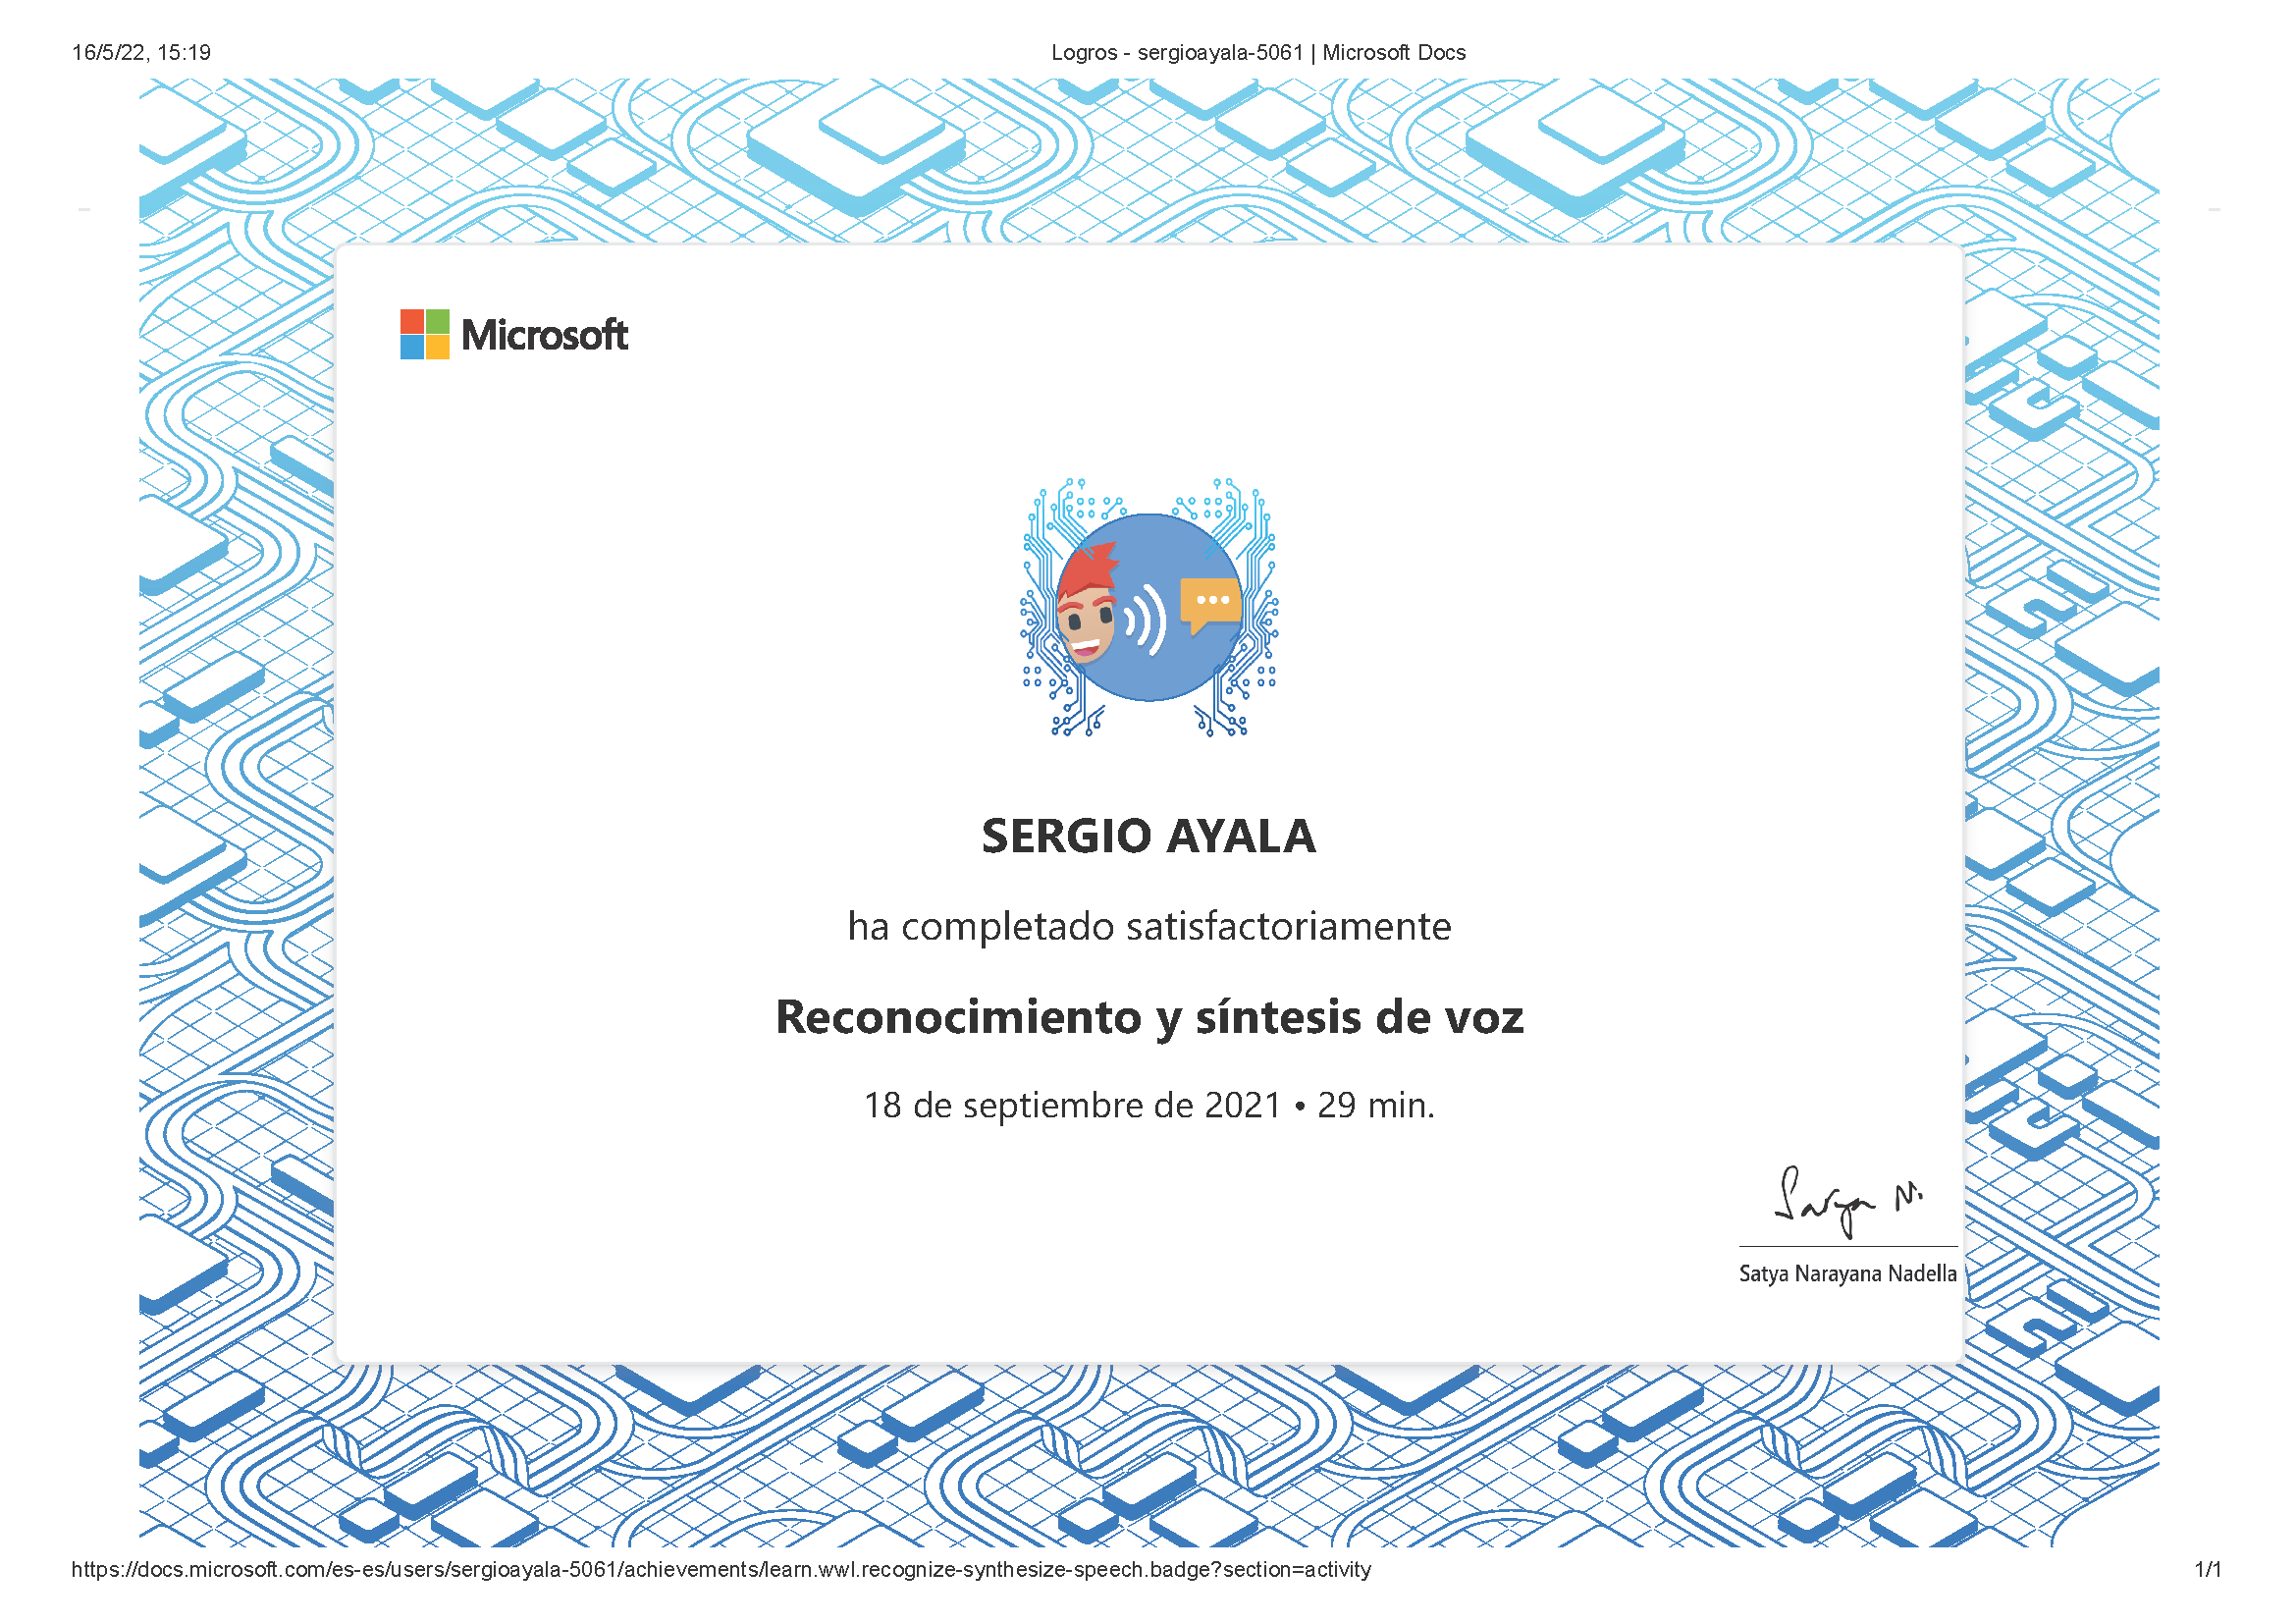 16/5/22, 15:19
Logros - sergioayala-5061 | Microsoft Docs
Microsoft
SERGIO AYALA
ha completado satisfactoriamente
Reconocimiento y síntesis de voz
18 de septiembre de 2021 • 29 min.
Satya N.
Satya Narayana Nadella
https://docs.microsoft.com/es-es/users/sergioayala-5061/achievements/learn.wwl.recognize-synthesize-speech.badge?section=activity
1/1